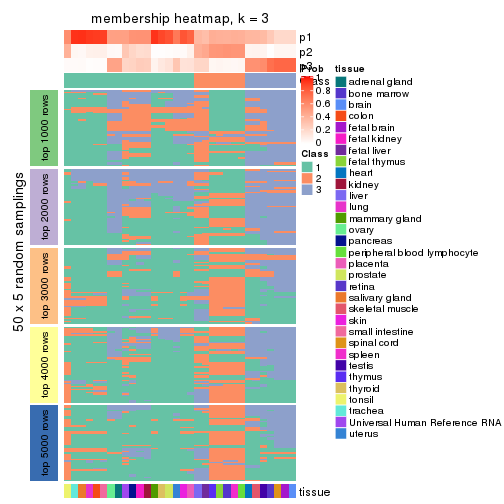 membership heatmap, k = 3
p1
p2
p3
Class
Prob
1
0.8
0.6
0.4
0.2
0
Class
1
2
3
tissue
adrenal gland
bone marrow
brain
colon
fetal brain
fetal kidney
fetal liver
fetal thymus
heart
kidney
liver
lung
mammary gland
ovary
pancreas
peripheral blood lymphocyte
placenta
prostate
retina
salivary gland
skeletal muscle
skin
small intestine
spinal cord
spleen
testis
thymus
thyroid
tonsil
trachea
Universal Human Reference RNA
uterus
50 x 5 random samplings
top 1000 rows
top 2000 rows
top 3000 rows
top 4000 rows
top 5000 rows
tissue